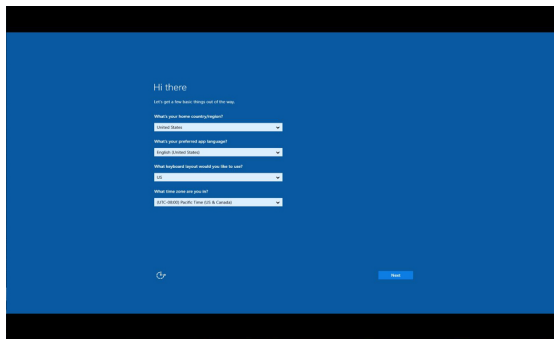 Hi there
Let's get a few basic things out of the way.
What's your home country/region?
United States
What's your preferred app language?
English (United States)
What keyboard layout would you like to use?
US
What time zone are you in?
(UTC-08:00) Pacific Time (US & Canada)
Next